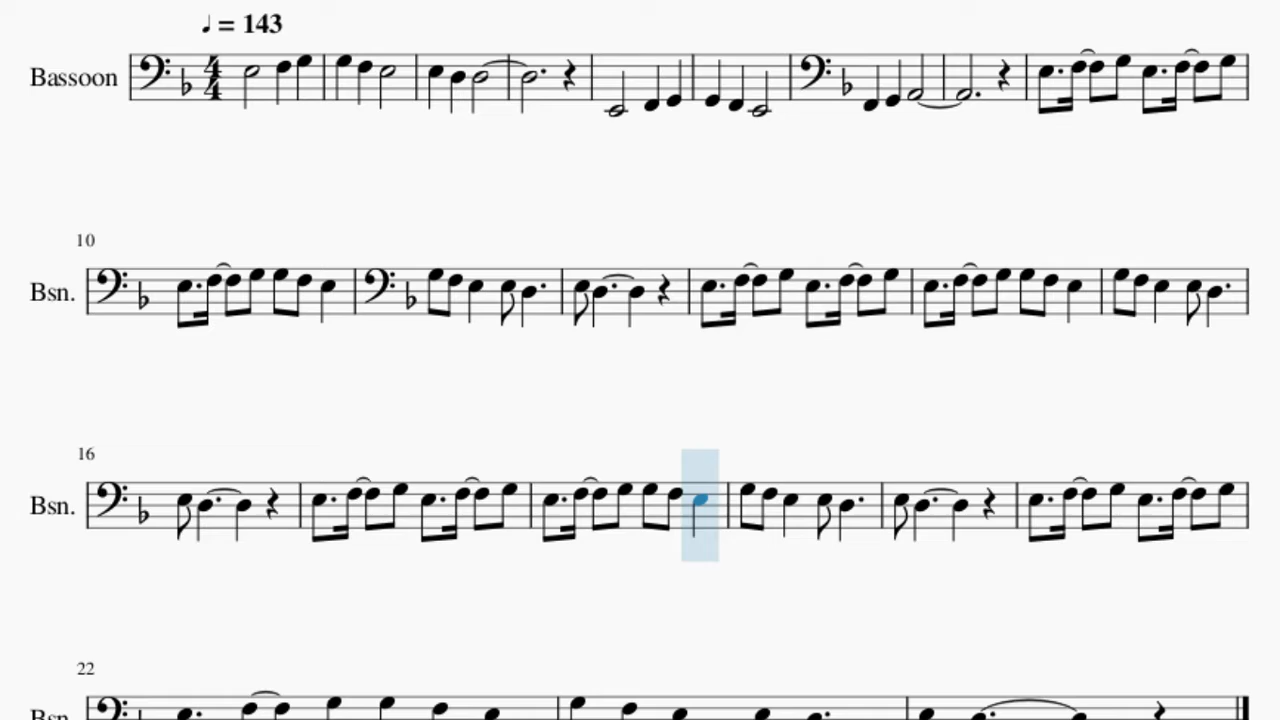 ♩ = 143
Bassoon
4
4
10
Bsn.
16
Bsn.
22
Bsn.